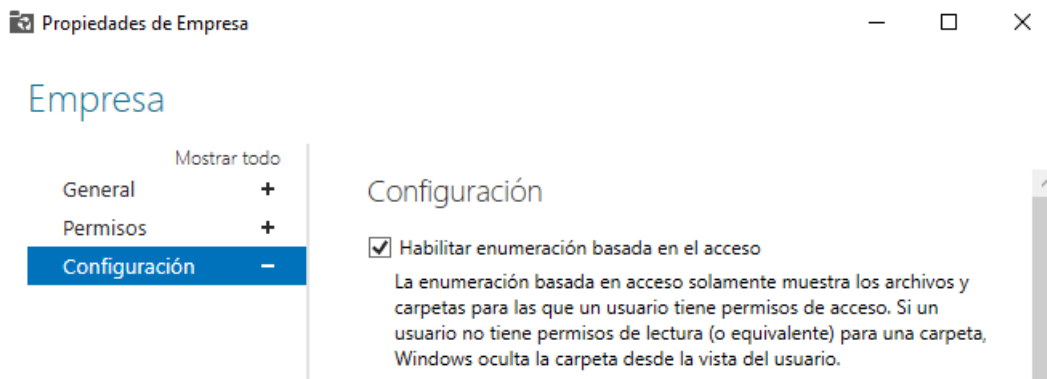 Propiedades de Empresa
Empresa
Mostrar todo
General
Permisos
Configuración
Configuración
Habilitar enumeración basada en el acceso
La enumeración basada en acceso solamente muestra los archivos y
carpetas para las que un usuario tiene permisos de acceso. Si un
usuario no tiene permisos de lectura (o equivalente) para una carpeta,
Windows oculta la carpeta desde la vista del usuario.